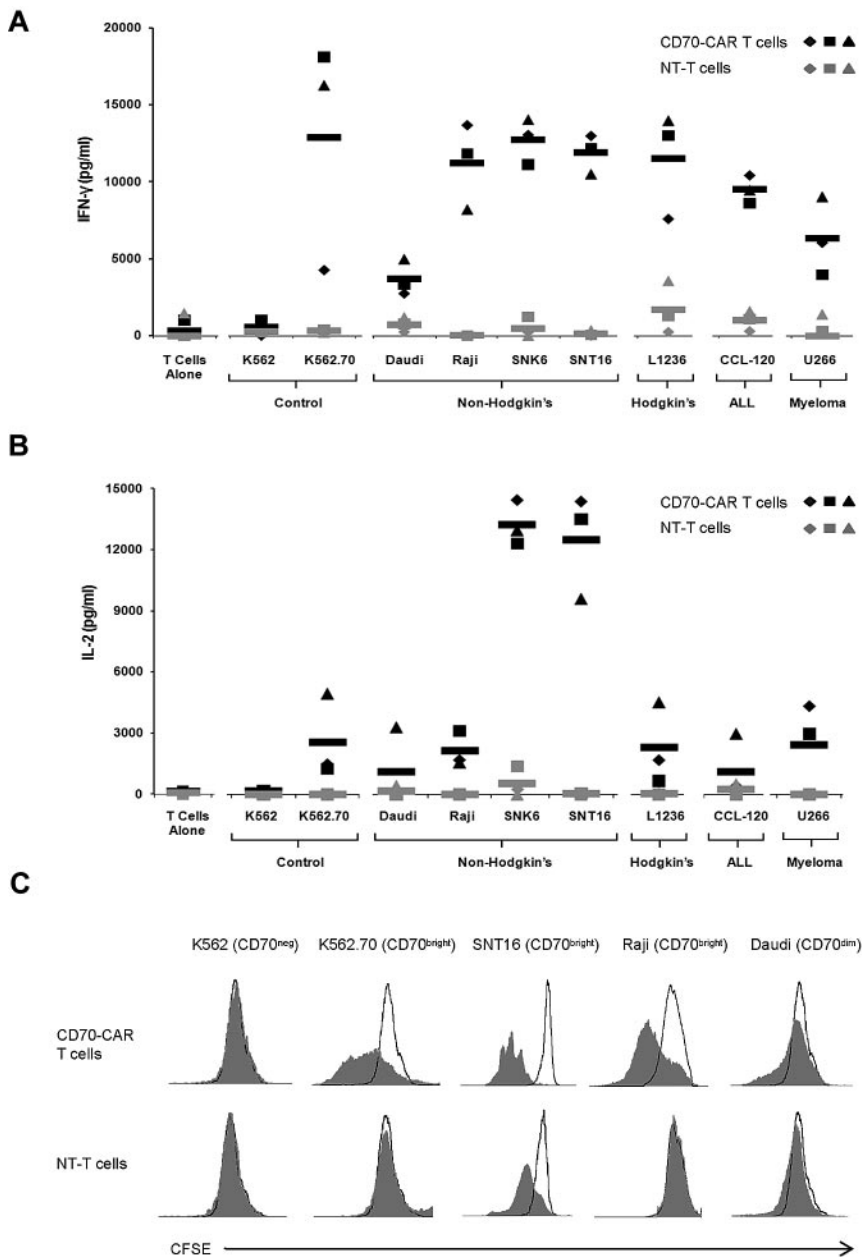 A
20000
15000
10000
5000
0
IFN-γ (pg/ml)
CD70-CAR T cells
NT-T cells
T Cells Alone
K562 K562.70 Daudi Raji SNK6 SNT16 L1236 CCL-120 U266
Control Non-Hodgkin's Hodgkin's ALL Myeloma
B
15000
12000
9000
6000
3000
0
IL-2 (pg/ml)
CD70-CAR T cells
NT-T cells
T Cells Alone
K562 K562.70 Daudi Raji SNK6 SNT16 L1236 CCL-120 U266
Control Non-Hodgkin's Hodgkin's ALL Myeloma
C
K562 (CD70neg) K562.70 (CD70bright) SNT16 (CD70bright) Raji (CD70bright) Daudi (CD70dim)
CD70-CAR
T cells
NT-T cells
CFSE